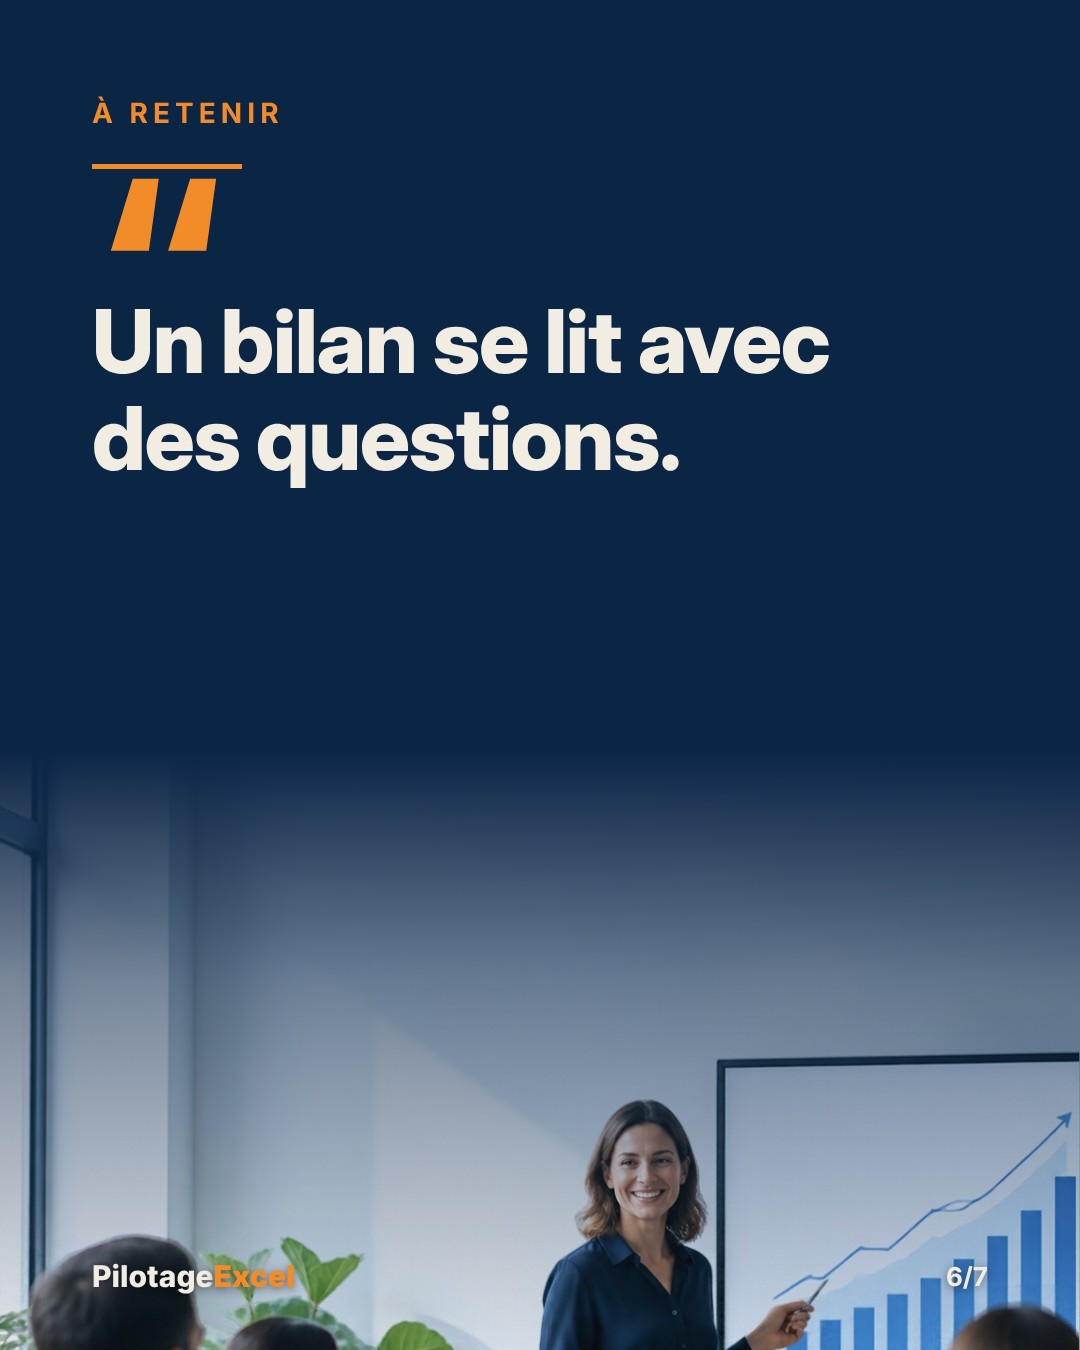 À RETENIR
"
Un bilan se lit avec
des questions.
PilotageExcel
6/7